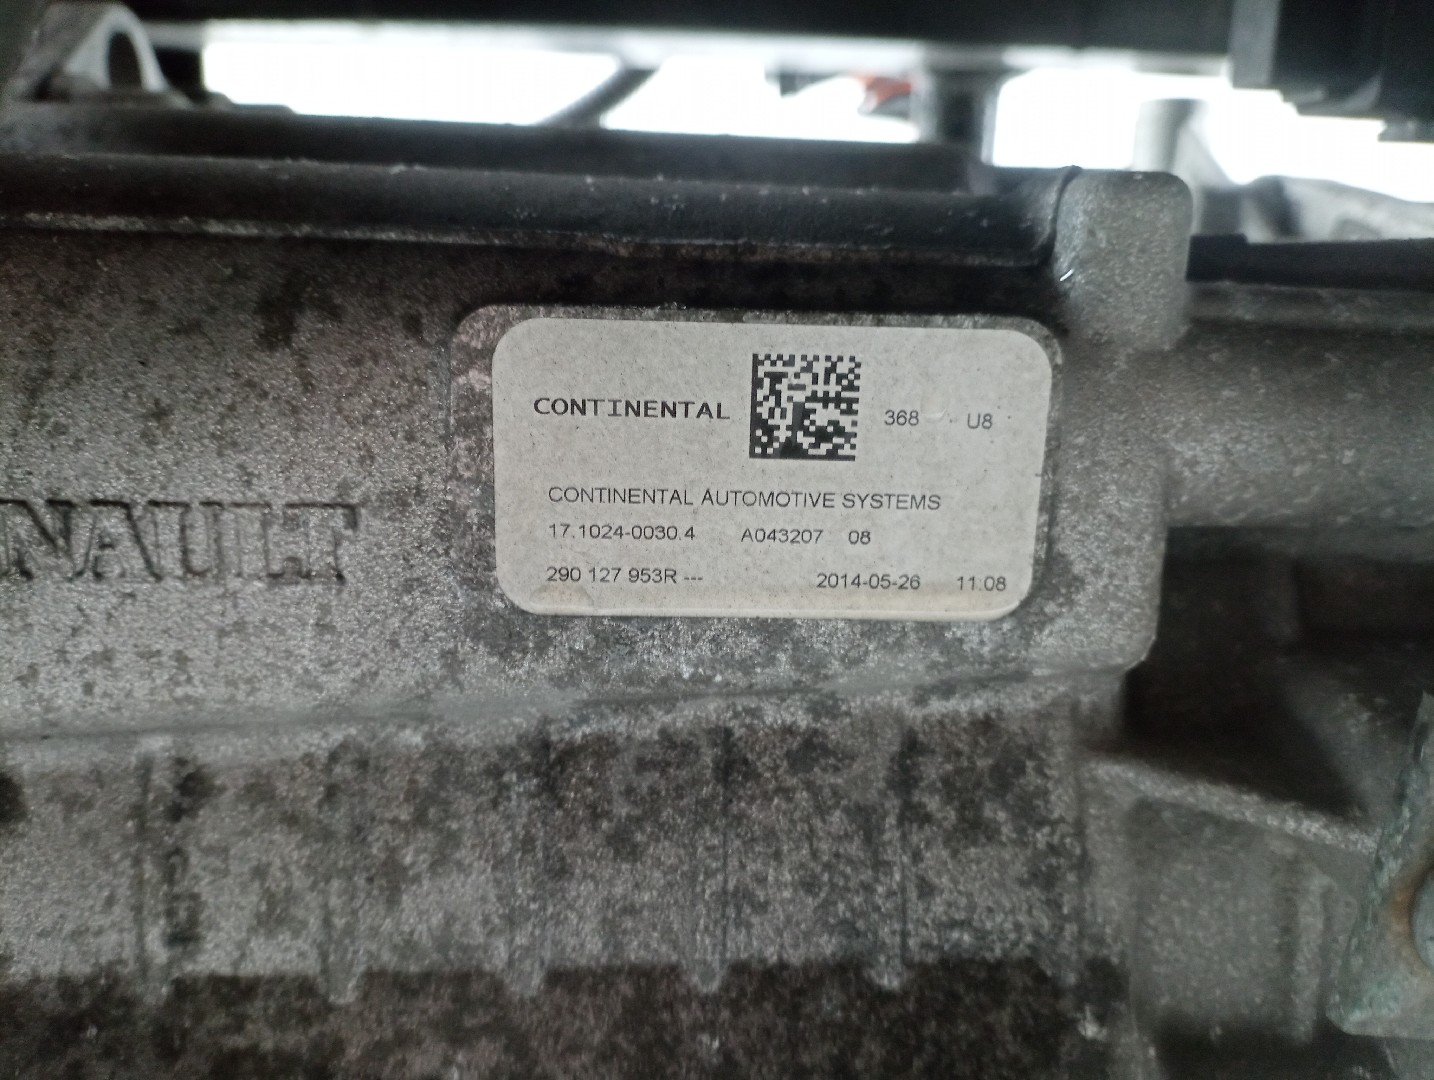 CONTINENTAL 368 U8
CONTINENTAL AUTOMOTIVE SYSTEMS
17.1024-0030.4 A043207 08
290 127 953R --- 2014-05-26 11:08
NAULT